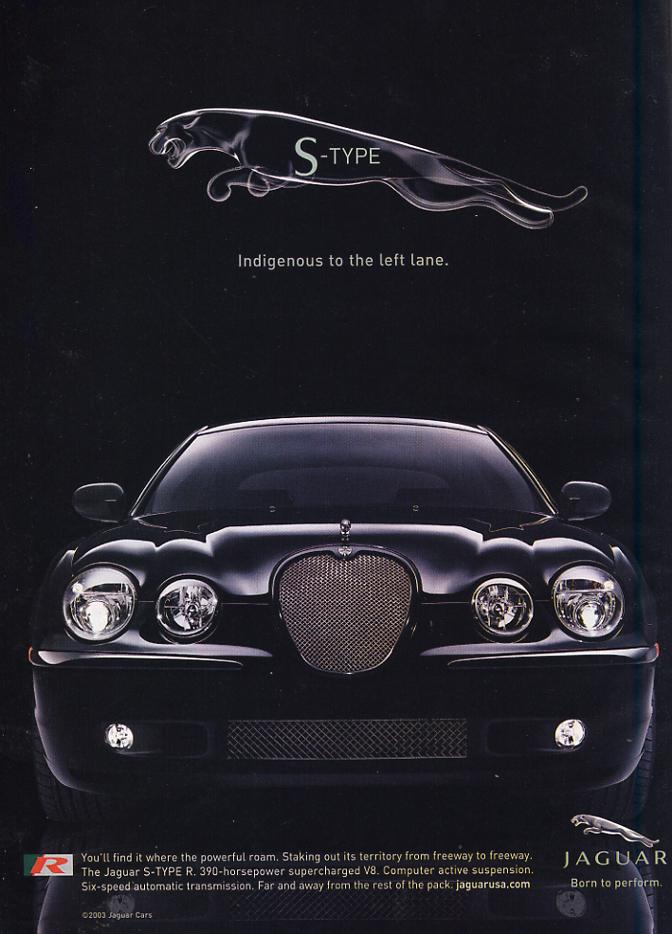 S-TYPE
Indigenous to the left lane.
R
You'll find it where the powerful roam. Staking out its territory from freeway to freeway.
The Jaguar S-TYPE R. 390-horsepower supercharged V8. Computer active suspension.
Six-speed automatic transmission. Far and away from the rest of the pack. jaguarusa.com
©2003 Jaguar Cars
JAGUAR
Born to perform.